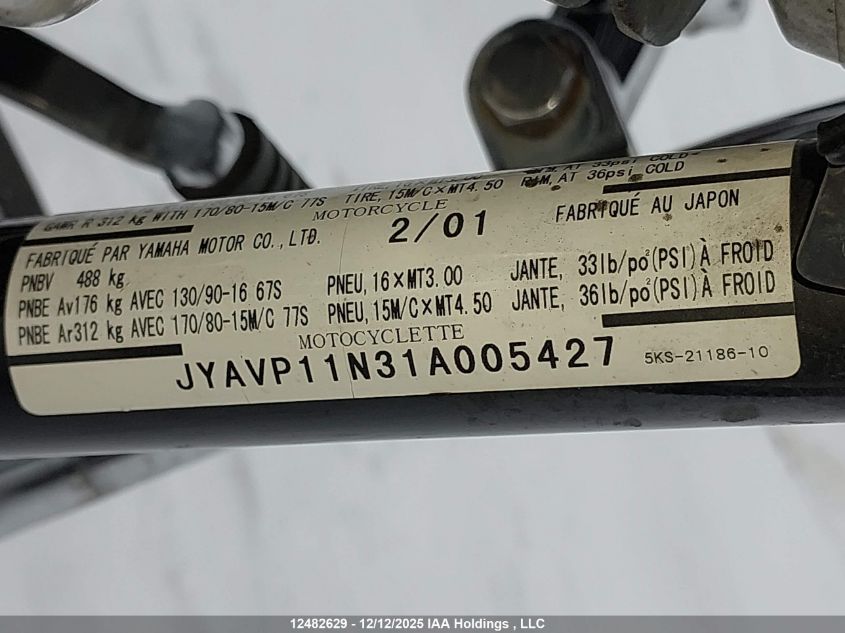 RIM, AT 33psi COLD
GAWR R 312 kg WITH 170/80-15M/C 77S TIRE, 15M/C×MT4.50 RIM, AT 36psi COLD
MOTORCYCLE
FABRIQUÉ PAR YAMAHA MOTOR CO., LTD. 2/01 FABRIQUÉ AU JAPON
PNBV 488 kg
PNBE Av176 kg AVEC 130/90-16 67S PNEU, 16×MT3.00 JANTE, 33lb/po²(PSI)À FROID
PNBE Ar312 kg AVEC 170/80-15M/C 77S PNEU, 15M/C×MT4.50 JANTE, 36lb/po²(PSI)À FROID
MOTOCYCLETTE
JYAVP11N31A005427 5KS-21186-10
12482629 - 12/12/2025 IAA Holdings , LLC